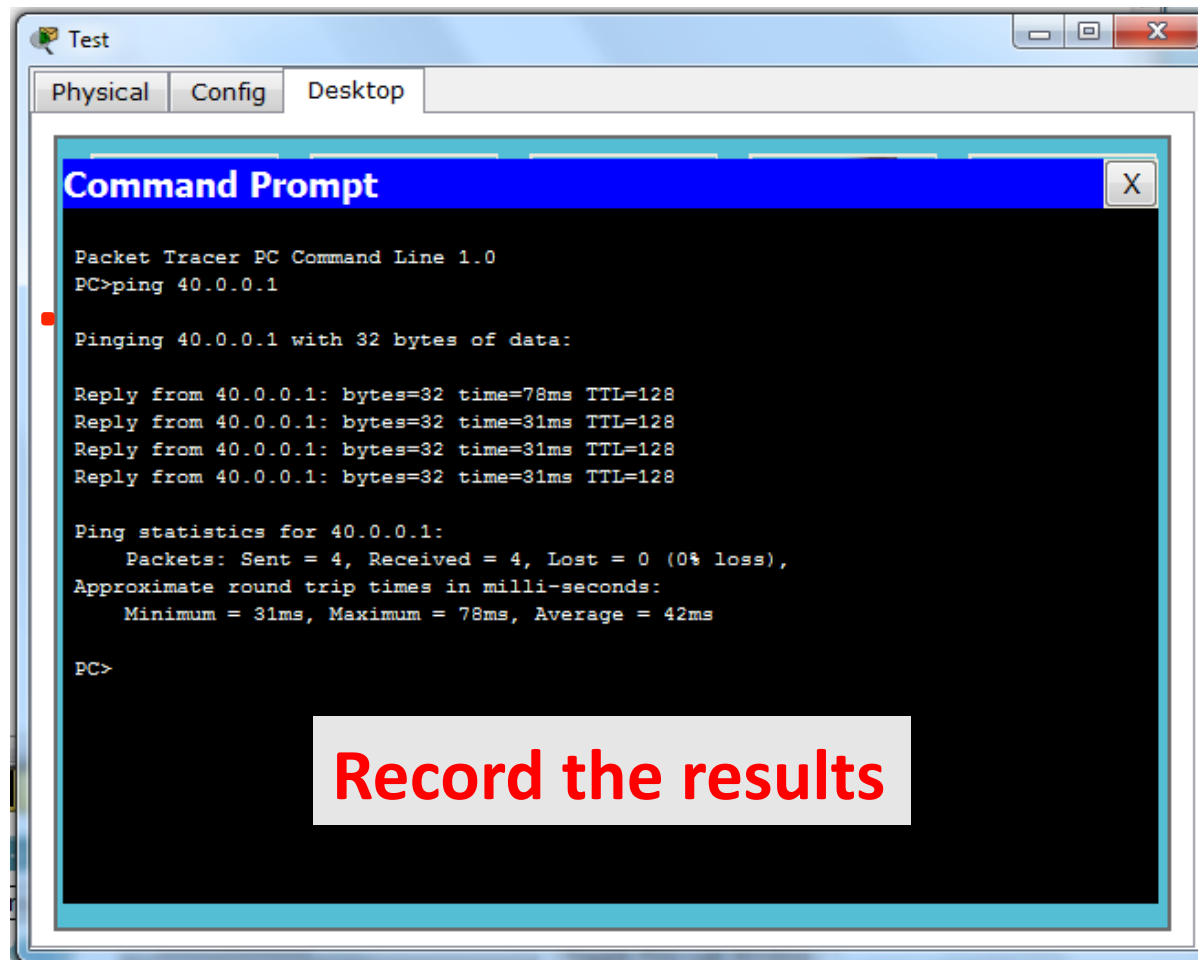 Test
Physical Config Desktop
Command Prompt
X
Packet Tracer PC Command Line 1.0
PC>ping 40.0.0.1
Pinging 40.0.0.1 with 32 bytes of data:
Reply from 40.0.0.1: bytes=32 time=78ms TTL=128
Reply from 40.0.0.1: bytes=32 time=31ms TTL=128
Reply from 40.0.0.1: bytes=32 time=31ms TTL=128
Reply from 40.0.0.1: bytes=32 time=31ms TTL=128
Ping statistics for 40.0.0.1:
Packets: Sent = 4, Received = 4, Lost = 0 (0% loss),
Approximate round trip times in milli-seconds:
Minimum = 31ms, Maximum = 78ms, Average = 42ms
PC>
Record the results